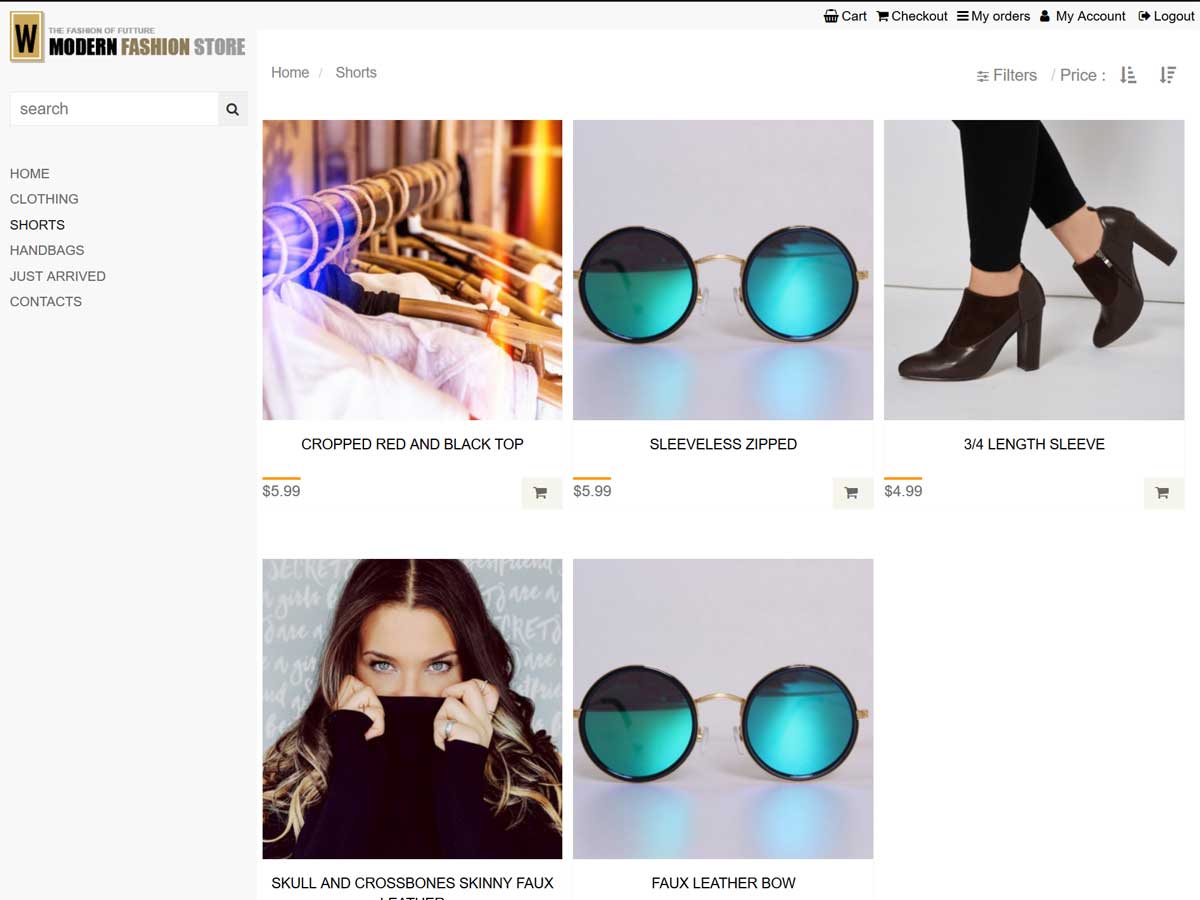 Cart Checkout My orders My Account Logout
W
THE FASHION OF FUTTURE
MODERN FASHION STORE
Home / Shorts
Filters / Price :
search
HOME
CLOTHING
SHORTS
HANDBAGS
JUST ARRIVED
CONTACTS
CROPPED RED AND BLACK TOP
$5.99
SLEEVELESS ZIPPED
$5.99
3/4 LENGTH SLEEVE
$4.99
SKULL AND CROSSBONES SKINNY FAUX
LEATHER
FAUX LEATHER BOW